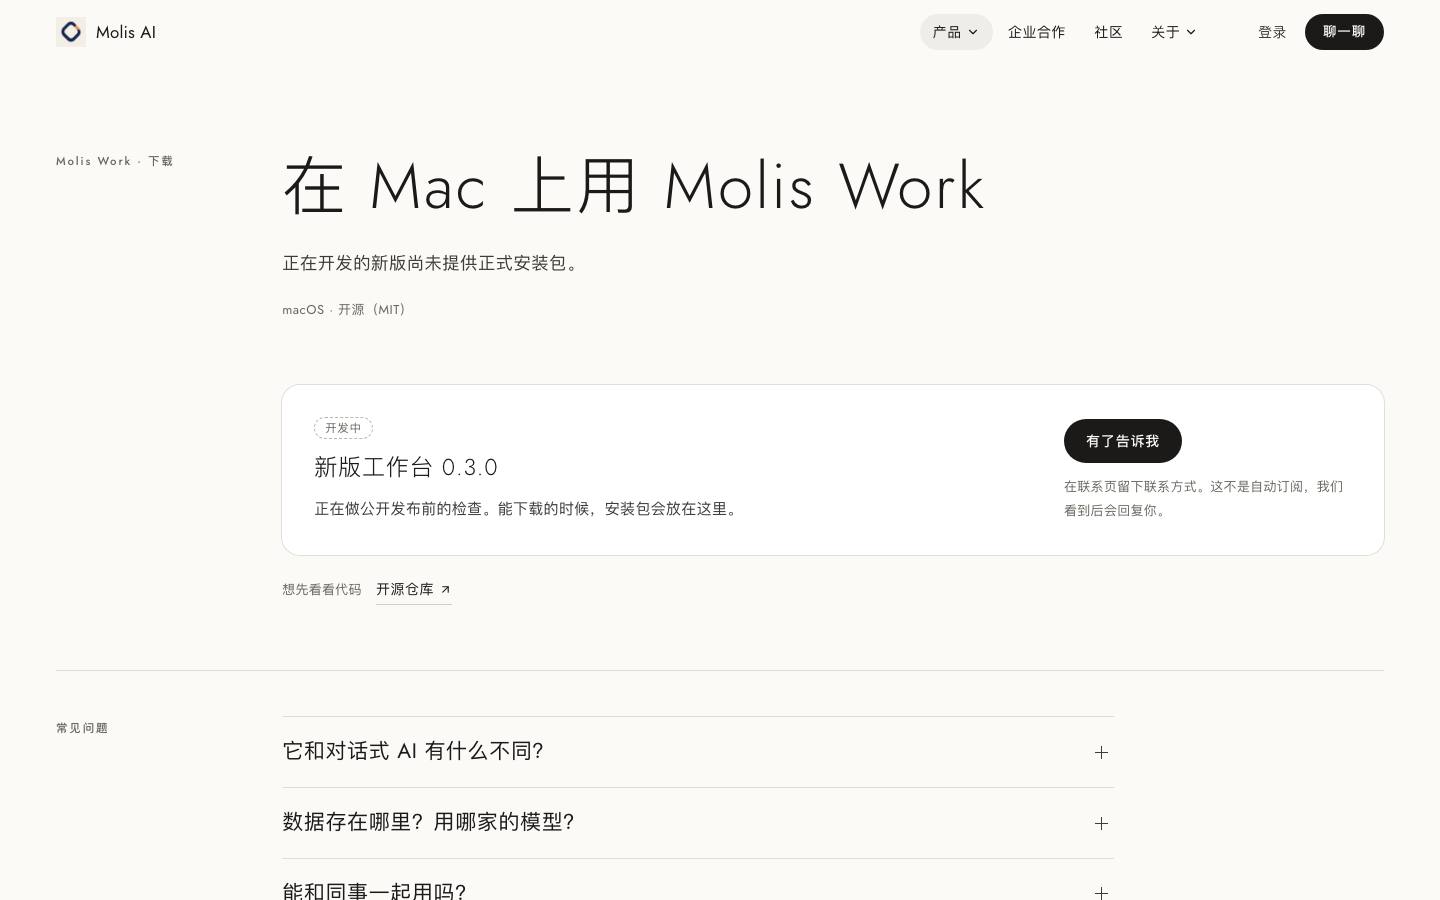 Molis AI
产品
企业合作
社区
关于
登录
聊一聊
Molis Work · 下载
在 Mac 上用 Molis Work
正在开发的新版尚未提供正式安装包。
macOS · 开源（MIT）
开发中
新版工作台 0.3.0
正在做公开发布前的检查。能下载的时候，安装包会放在这里。
有了告诉我
在联系页留下联系方式。这不是自动订阅，我们
看到后会回复你。
想先看看代码
开源仓库
常见问题
它和对话式 AI 有什么不同？
数据存在哪里？用哪家的模型？
能和同事一起用吗？